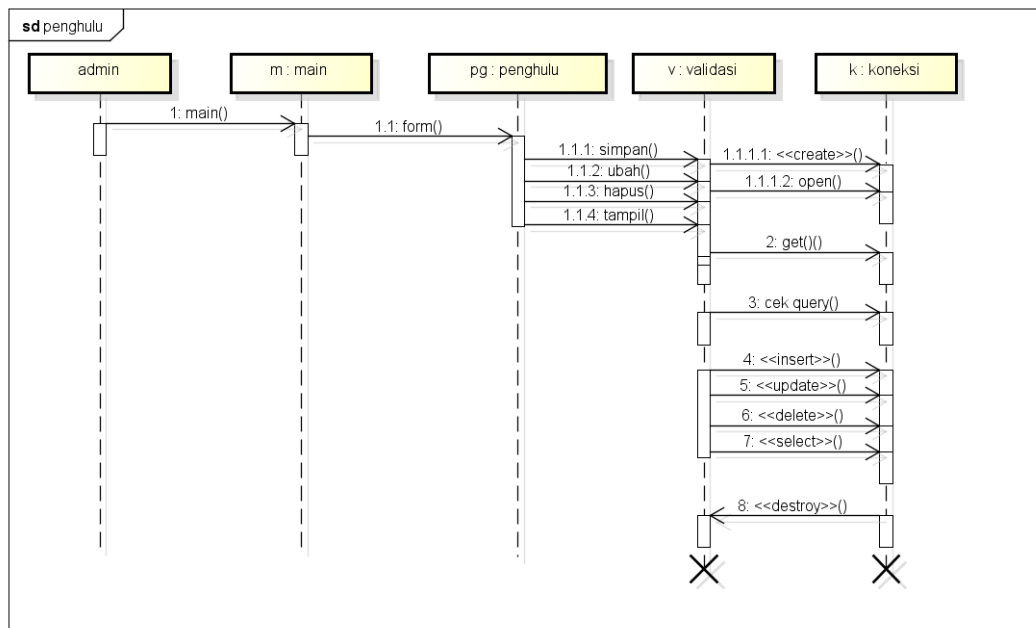 sd penghulu
admin
m : main
pg : penghulu
v : validasi
k : koneksi
1: main()
1.1: form()
1.1.1: simpan()
1.1.1.1: <<create>>()
1.1.2: ubah()
1.1.1.2: open()
1.1.3: hapus()
1.1.4: tampil()
2: get()()
3: cek query()
4: <<insert>>()
5: <<update>>()
6: <<delete>>()
7: <<select>>()
8: <<destroy>>()